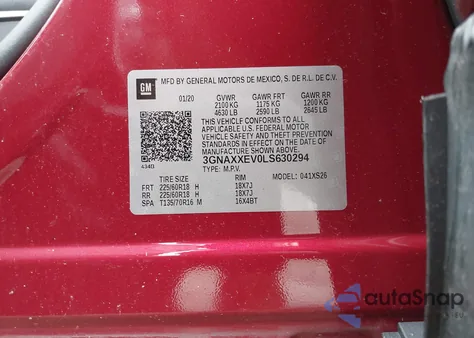 GM
MFD BY GENERAL MOTORS DE MEXICO, S. DE R.L. DE C.V.
01/20 GVWR GAWR FRT GAWR RR
2100 KG 1175 KG 1200 KG
4630 LB 2590 LB 2645 LB
THIS VEHICLE CONFORMS TO ALL
APPLICABLE U.S. FEDERAL MOTOR
VEHICLE SAFETY AND THEFT PREVENTION
STANDARDS IN EFFECT ON THE DATE OF
MANUFACTURE SHOWN ABOVE.
3GNAXXEV0LS630294
TYPE: M.P.V. MODEL: 041XS26
TIRE SIZE RIM
FRT 225/60R18 H 18X7J
RR 225/60R18 H 18X7J
SPA T135/70R16 M 16X4BT
autoSnap